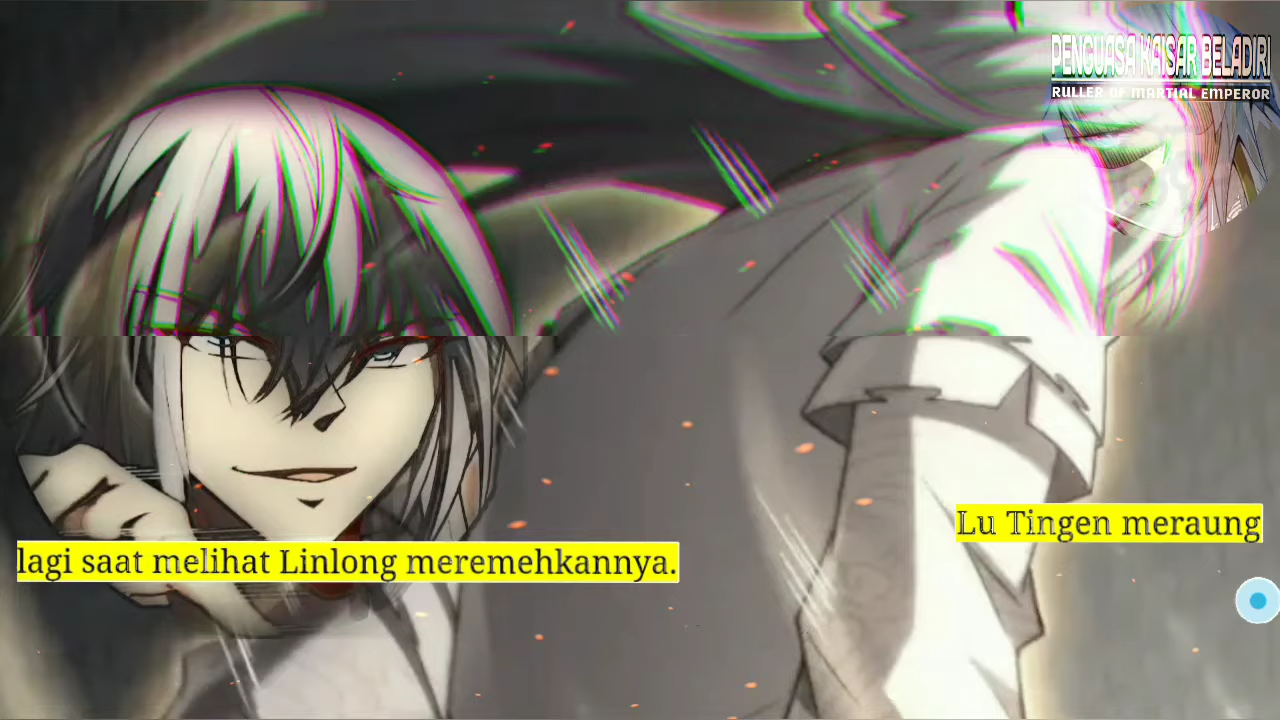 PENGUASA KAISAR BELADIRI
RULLER OF MARTIAL EMPEROR
Lu Tingen meraung
lagi saat melihat Linlong meremehkannya.